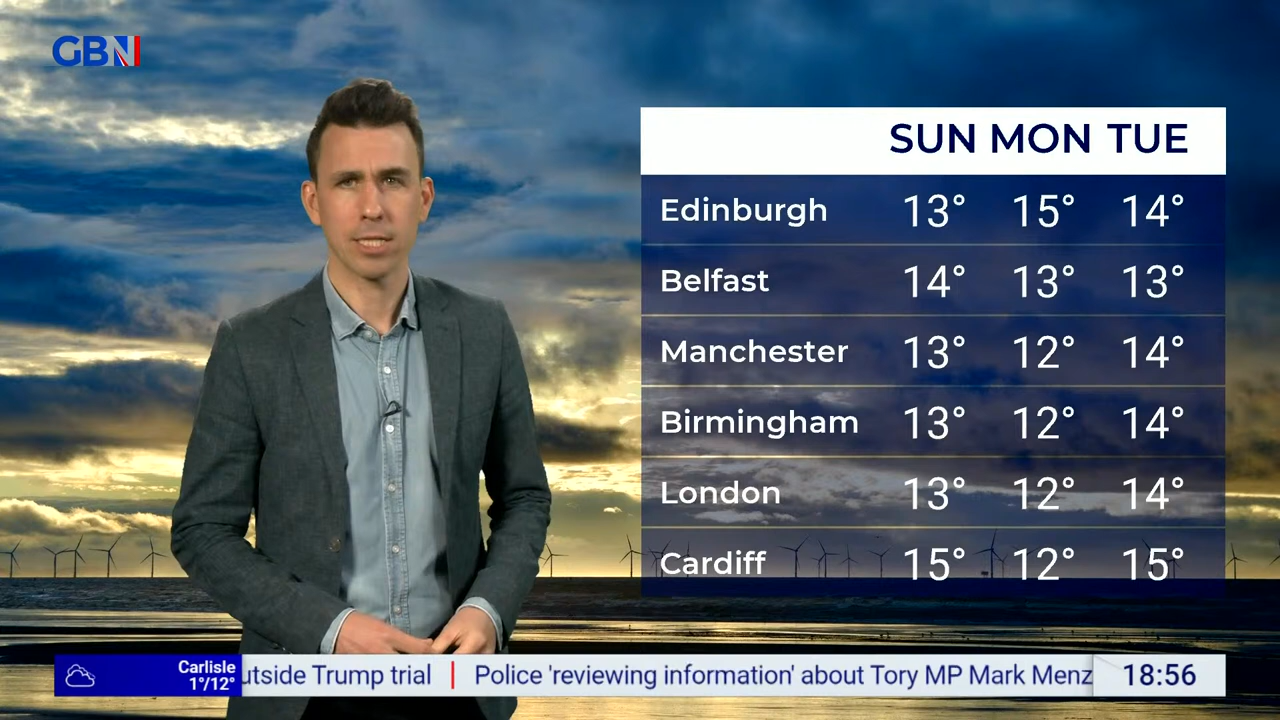 GBN
SUN MON TUE
Edinburgh 13° 15° 14°
Belfast 14° 13° 13°
Manchester 13° 12° 14°
Birmingham 13° 12° 14°
London 13° 12° 14°
Cardiff 15° 12° 15°
Carlisle
1°/12°
utside Trump trial | Police 'reviewing information' about Tory MP Mark Menz
18:56